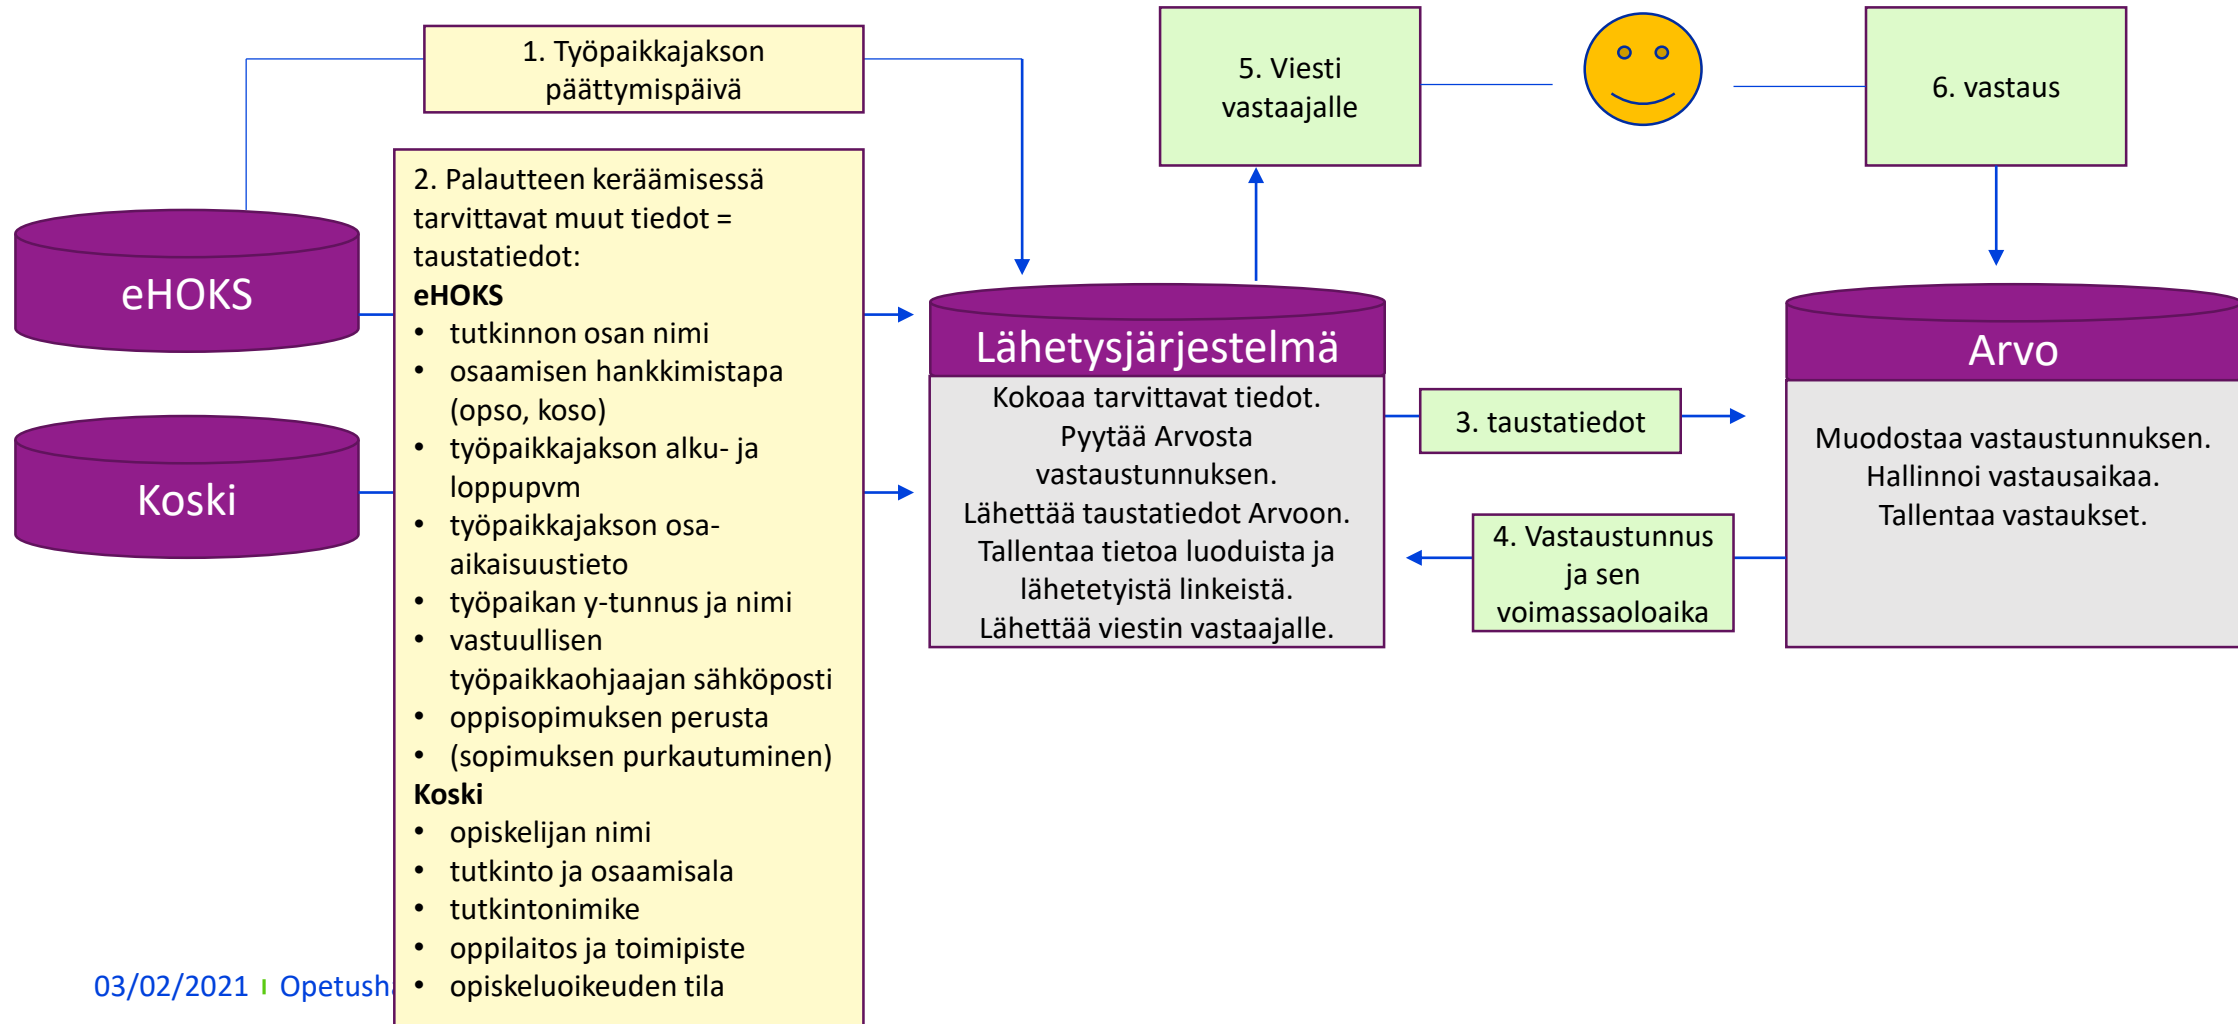 1. Työpaikkajakson
päättymispäivä
2. Palautteen keräämisessä
tarvittavat muut tiedot =
taustatiedot:
eHOKS
• tutkinnon osan nimi
• osaamisen hankkimistapa
(opso, koso)
• työpaikkajakson alku- ja
loppupvm
• työpaikkajakson osa-
aikaisuustieto
• työpaikan y-tunnus ja nimi
• vastuullisen
työpaikkaohjaajan sähköposti
• oppisopimuksen perusta
• (sopimuksen purkautuminen)
Koski
• opiskelijan nimi
• tutkinto ja osaamisala
• tutkintonimike
• oppilaitos ja toimipiste
• opiskeluoikeuden tila
eHOKS
Koski
Lähetysjärjestelmä
Kokoaa tarvittavat tiedot.
Pyytää Arvosta
vastaustunnuksen.
Lähettää taustatiedot Arvoon.
Tallentaa tietoa luoduista ja
lähetetyistä linkeistä.
Lähettää viestin vastaajalle.
3. taustatiedot
4. Vastaustunnus
ja sen
voimassaoloaika
5. Viesti
vastaajalle
6. vastaus
Arvo
Muodostaa vastaustunnuksen.
Hallinnoi vastausaikaa.
Tallentaa vastaukset.
03/02/2021 I Opetush